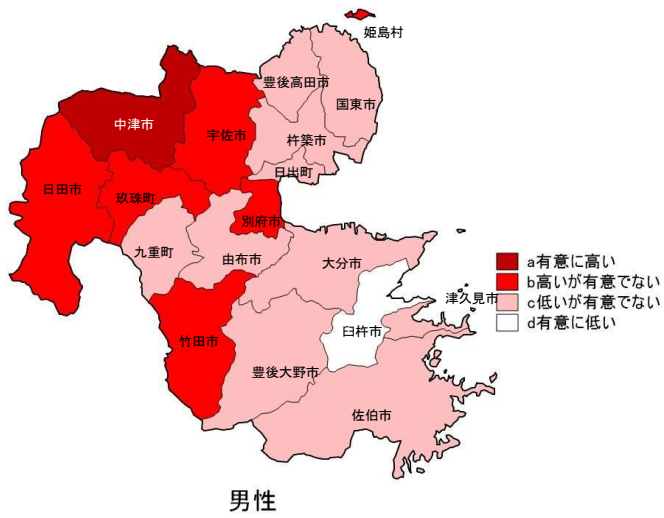 姫島村
豊後高田市
国東市
中津市
宇佐市
杵築市
日出町
日田市
玖珠町
別府市
九重町
由布市
大分市
a有意に高い
b高いが有意でない
c低いが有意でない
d有意に低い
津久見市
臼杵市
竹田市
豊後大野市
佐伯市
男性